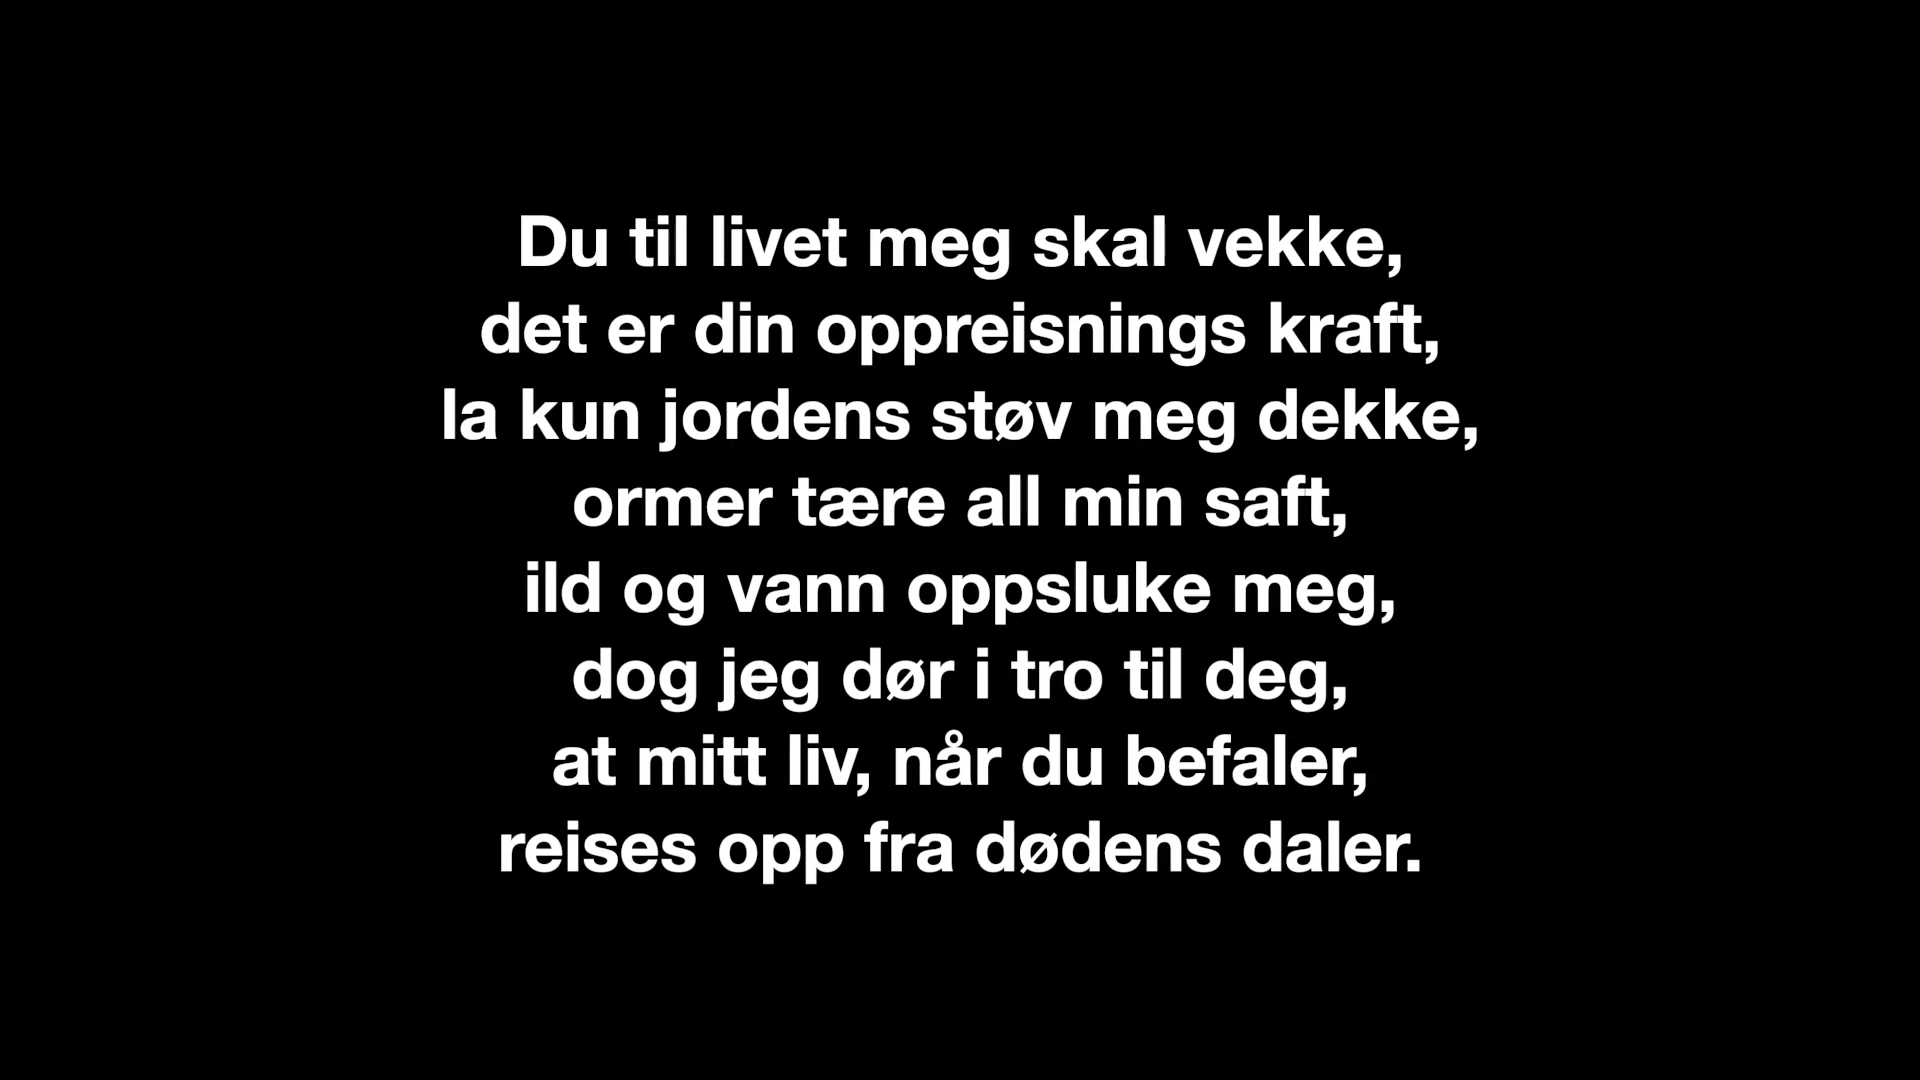 Du til livet meg skal vekke,
det er din oppreisnings kraft,
la kun jordens støv meg dekke,
ormer tære all min saft,
ild og vann oppsluke meg,
dog jeg dør i tro til deg,
at mitt liv, når du befaler,
reises opp fra dødens daler.